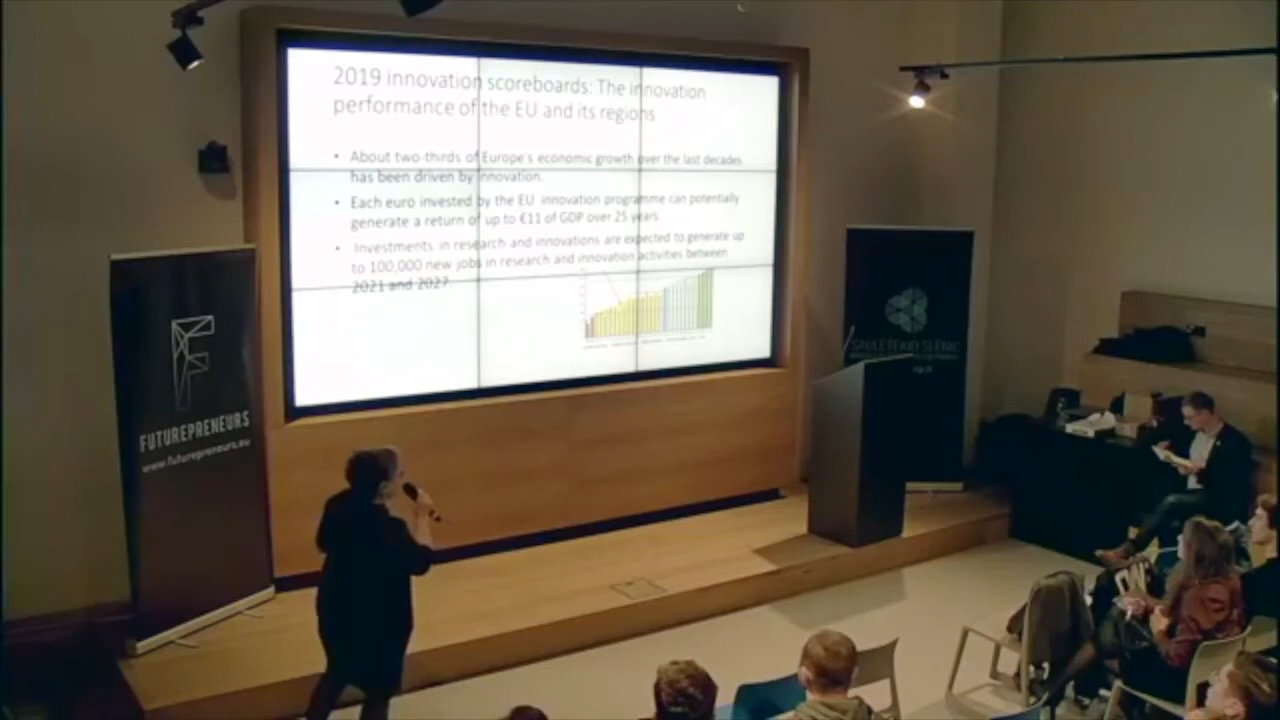 2019 innovation scoreboards: The innovation
performance of the EU and its regions
• About two-thirds of Europe's economic growth over the last decades
has been driven by innovation.
• Each euro invested by the EU innovation programme can potentially
generate a return of up to €11 of GDP over 25 years.
• Investments in research and innovations are expected to generate up
to 100,000 new jobs in research and innovation activities between
2021 and 2027.
F
FUTUREPRENEURS
www.futurepreneurs.eu